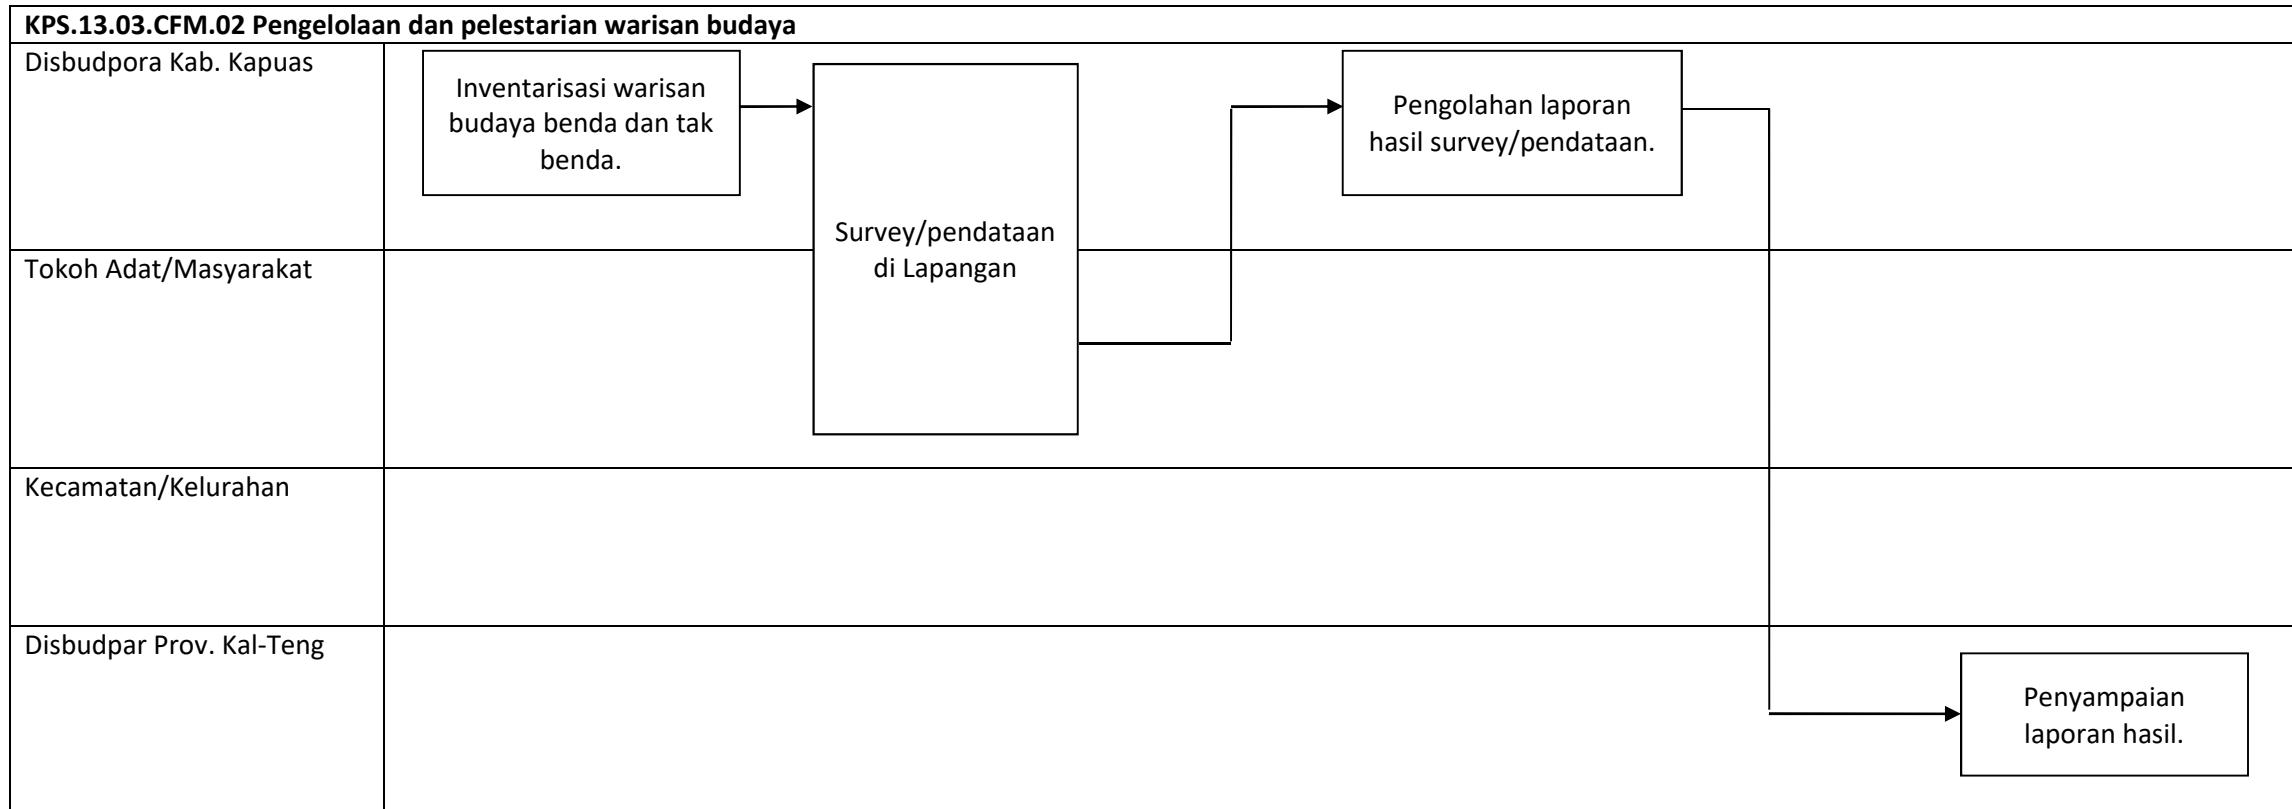 KPS.13.03.CFM.02 Pengelolaan dan pelestarian warisan budaya
Disbudpora Kab. Kapuas
Inventarisasi warisan
budaya benda dan tak
benda.
Survey/pendataan
di Lapangan
Pengolahan laporan
hasil survey/pendataan.
Tokoh Adat/Masyarakat
Kecamatan/Kelurahan
Disbudpar Prov. Kal-Teng
Penyampaian
laporan hasil.